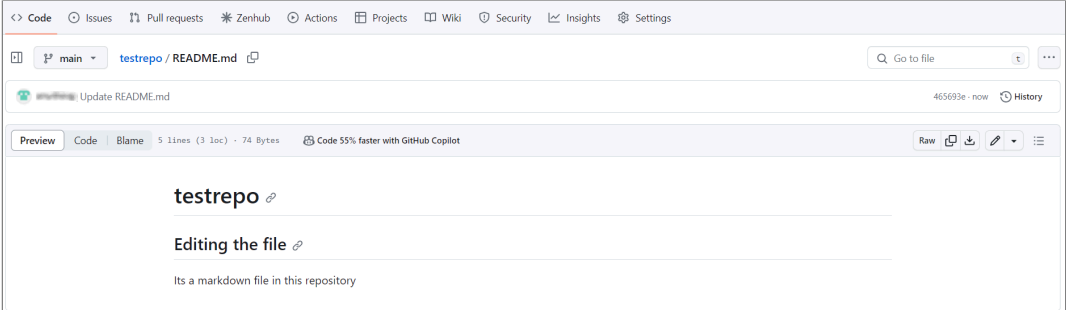 <> Code Issues Pull requests Zenhub Actions Projects Wiki Security Insights Settings
main testrepo / README.md Go to file t ...
Update README.md 465693e · now History
Preview Code Blame 5 lines (3 loc) · 74 Bytes Code 55% faster with GitHub Copilot Raw
testrepo
Editing the file
Its a markdown file in this repository